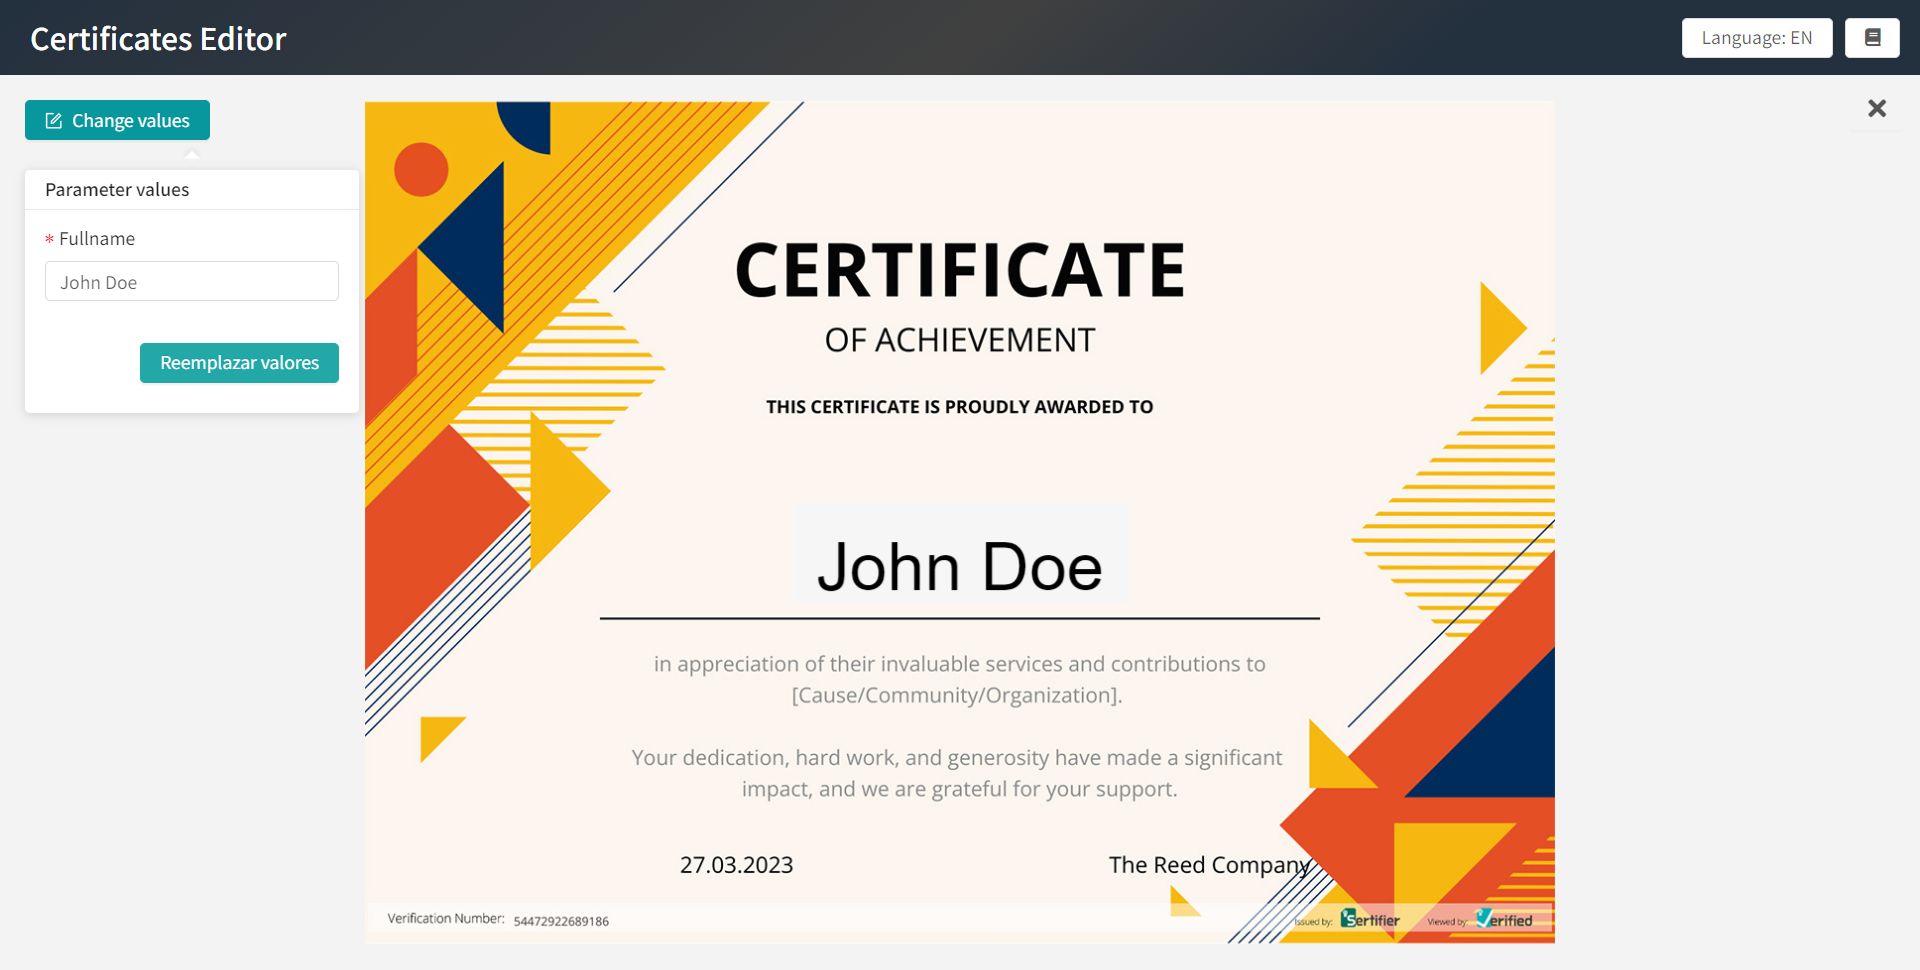 Certificates Editor
Language: EN
Change values
Parameter values
* Fullname
John Doe
Reemplazar valores
CERTIFICATE
OF ACHIEVEMENT
THIS CERTIFICATE IS PROUDLY AWARDED TO
John Doe
in appreciation of their invaluable services and contributions to
[Cause/Community/Organization].
Your dedication, hard work, and generosity have made a significant
impact, and we are grateful for your support.
27.03.2023
The Reed Company
Verification Number: 54472922689186
Issued by: Sertifier
Viewed by: Verified